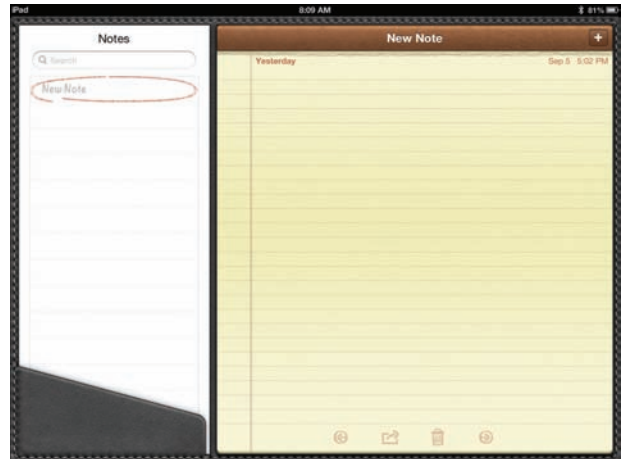 iPad
8:09 AM
81%
Notes
New Note
+
Search
Yesterday
Sep 5 5:02 PM
New Note